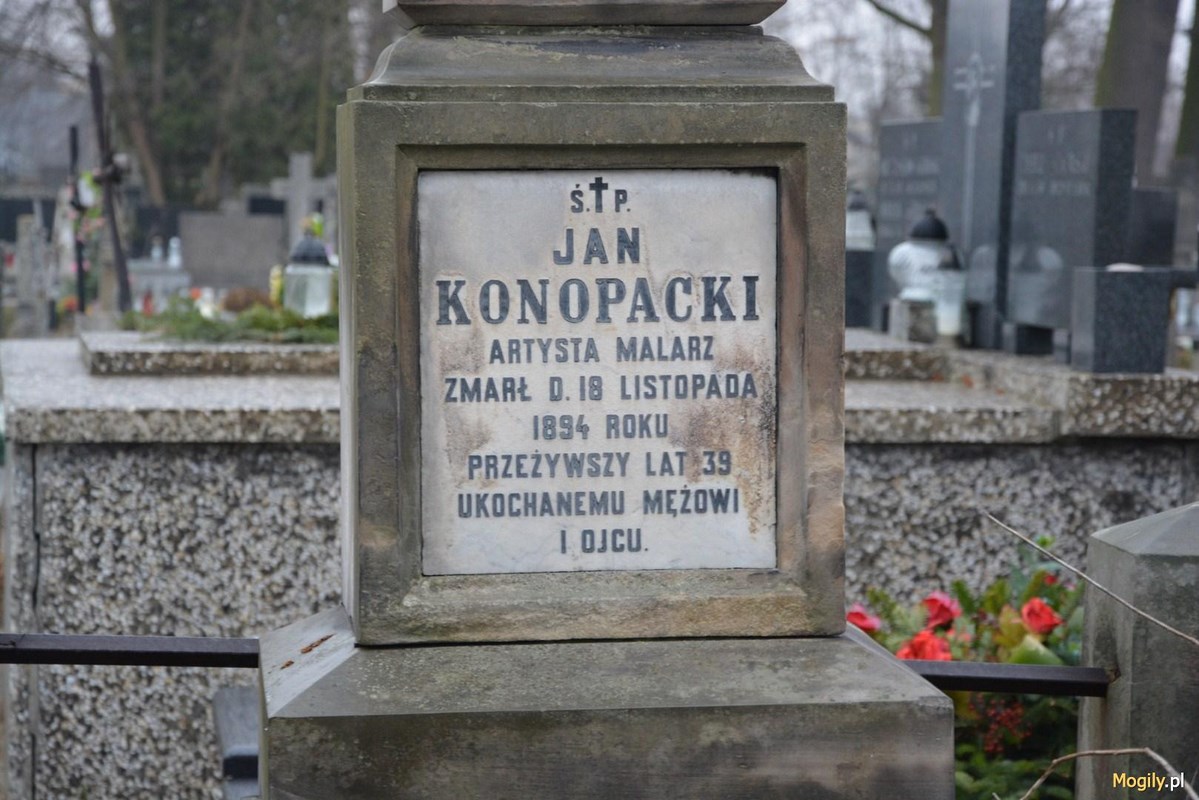 Ś.✝P.
JAN
KONOPACKI
ARTYSTA MALARZ
ZMARŁ D. 18 LISTOPADA
1894 ROKU
PRZEŻYWSZY LAT 39
UKOCHANEMU MĘŻOWI
I OJCU.
Mogily.pl